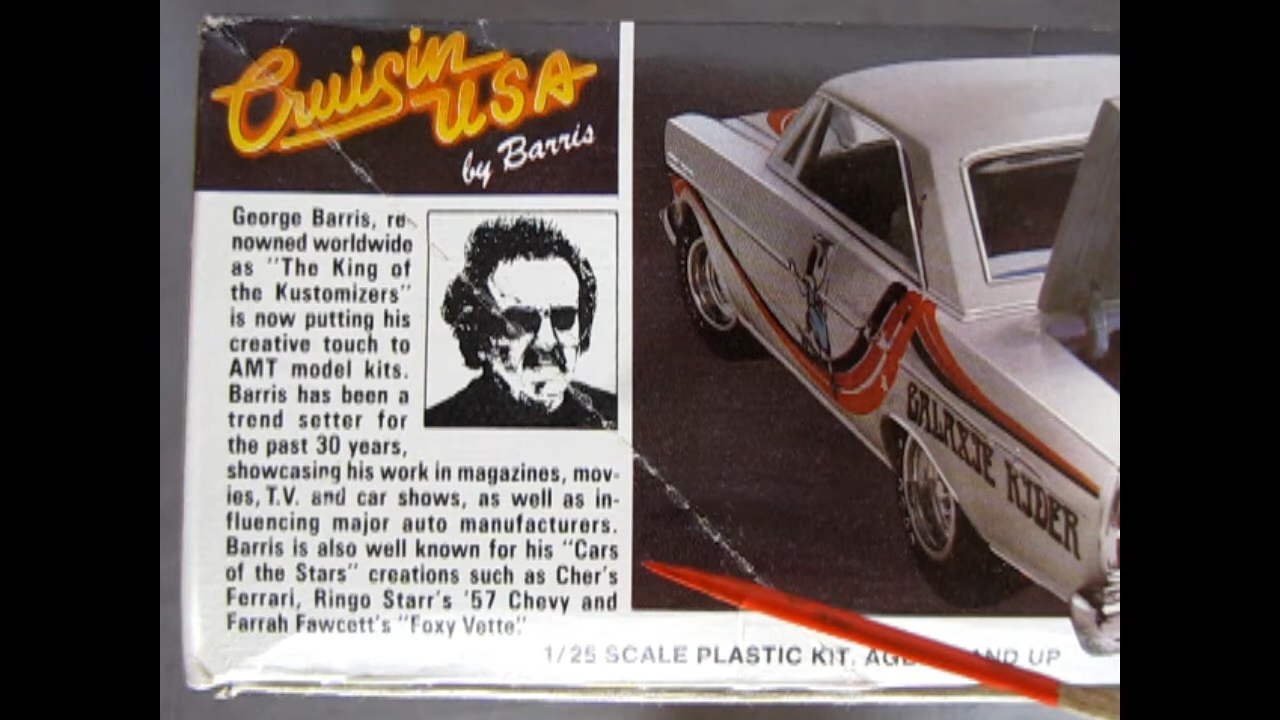 Cruisin
USA
by Barris
George Barris, re-
nowned worldwide
as "The King of
the Kustomizers"
is now putting his
creative touch to
AMT model kits.
Barris has been a
trend setter for
the past 30 years,
showcasing his work in magazines, mov-
ies, T.V. and car shows, as well as in-
fluencing major auto manufacturers.
Barris is also well known for his "Cars
of the Stars" creations such as Cher's
Ferrari, Ringo Starr's '57 Chevy and
Farrah Fawcett's "Foxy Vette."
GALAXIE RIDER
1/25 SCALE PLASTIC KIT. AND UP